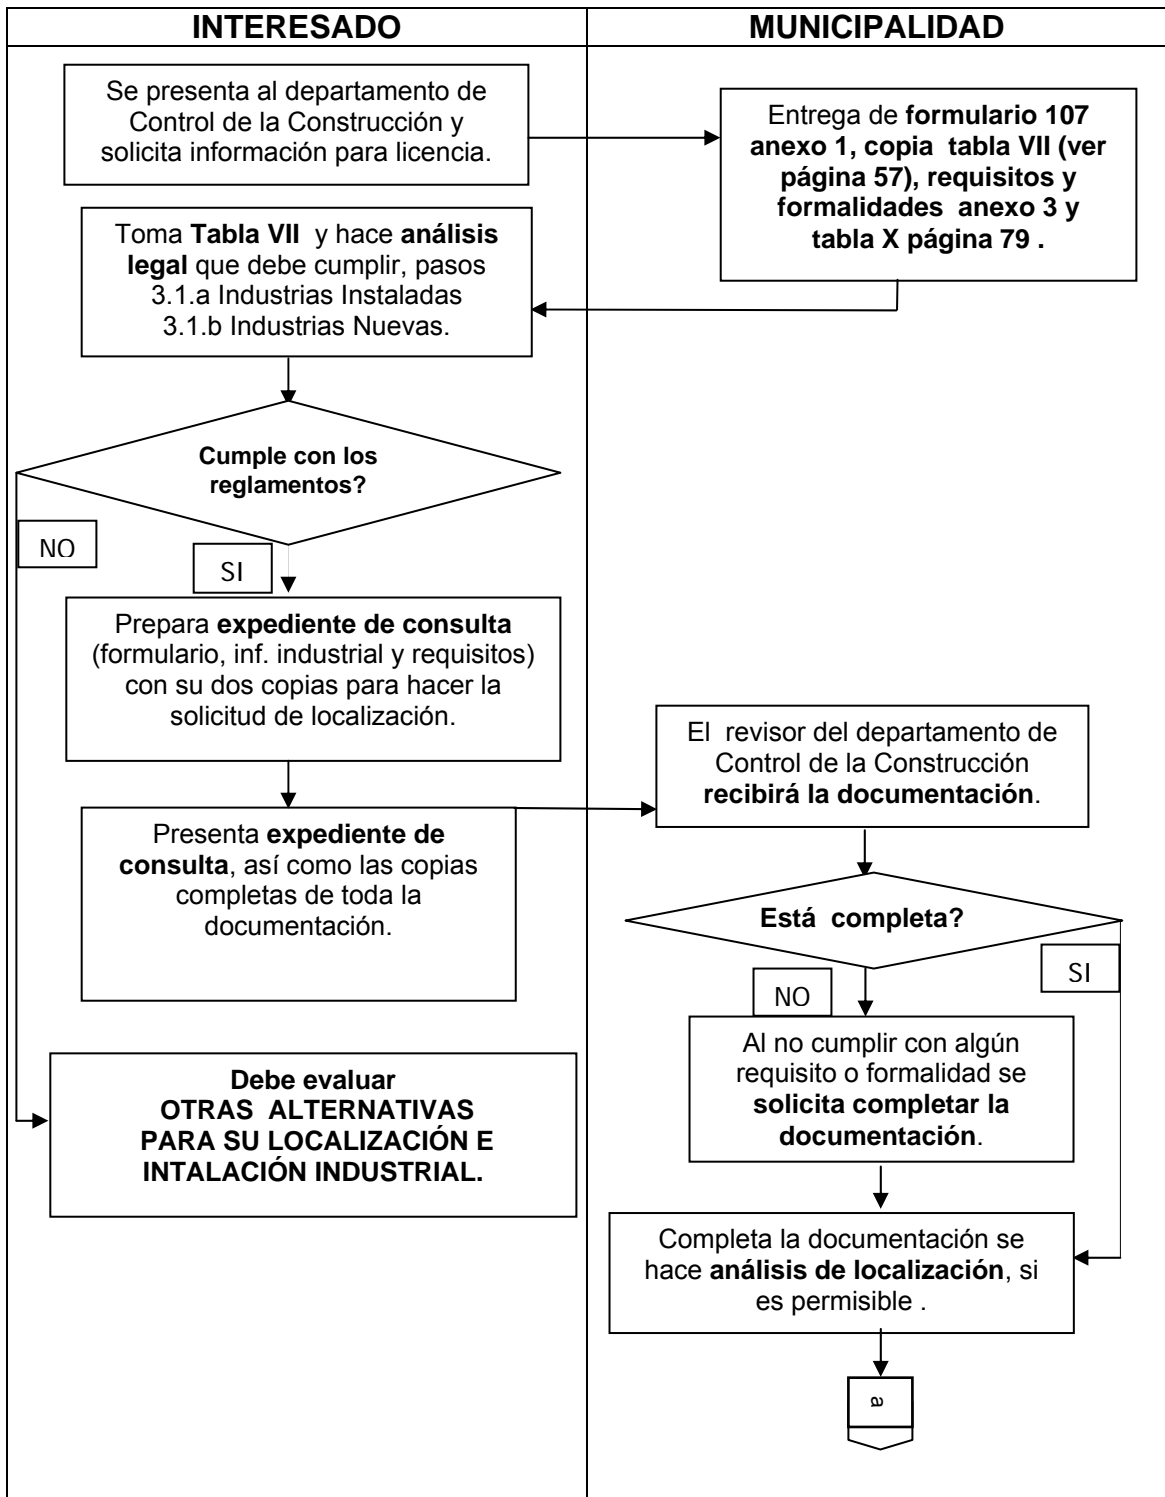 INTERESADO
MUNICIPALIDAD
Se presenta al departamento de
Control de la Construcción y
solicita información para licencia.
Entrega de formulario 107
anexo 1, copia tabla VII (ver
página 57), requisitos y
formalidades anexo 3 y
tabla X página 79 .
Toma Tabla VII y hace análisis
legal que debe cumplir, pasos
3.1.a Industrias Instaladas
3.1.b Industrias Nuevas.
Cumple con los
reglamentos?
NO
SI
Prepara expediente de consulta
(formulario, inf. industrial y requisitos)
con su dos copias para hacer la
solicitud de localización.
Presenta expediente de
consulta, así como las copias
completas de toda la
documentación.
El revisor del departamento de
Control de la Construcción
recibirá la documentación.
Está completa?
SI
NO
Al no cumplir con algún
requisito o formalidad se
solicita completar la
documentación.
Debe evaluar
OTRAS ALTERNATIVAS
PARA SU LOCALIZACIÓN E
INTALACIÓN INDUSTRIAL.
Completa la documentación se
hace análisis de localización, si
es permisible .
a